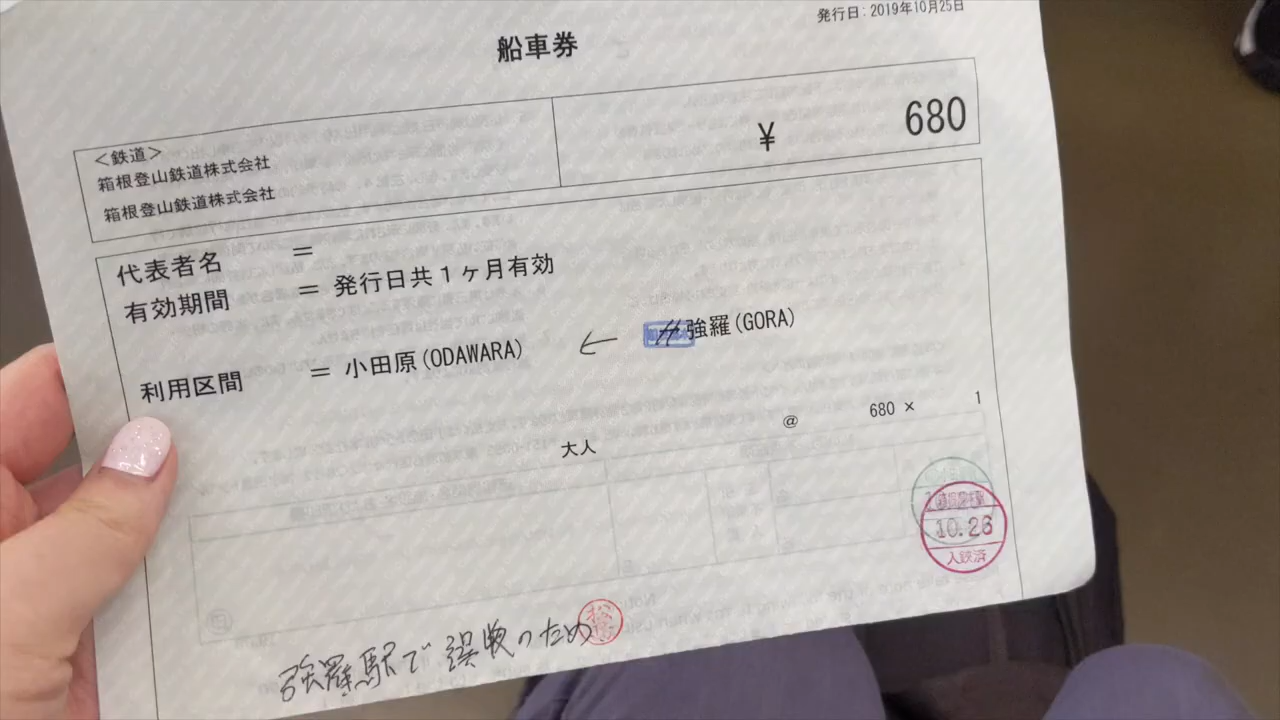 発行日：2019年10月25日
船車券
＜鉄道＞
箱根登山鉄道株式会社
箱根登山鉄道株式会社
¥ 680
代表者名 ＝
有効期間 ＝ 発行日共１ヶ月有効
利用区間 ＝ 小田原(ODAWARA) ← 強羅(GORA)
大人 @ 680 × 1
10.26
入鋏済
強羅駅で誤収のため